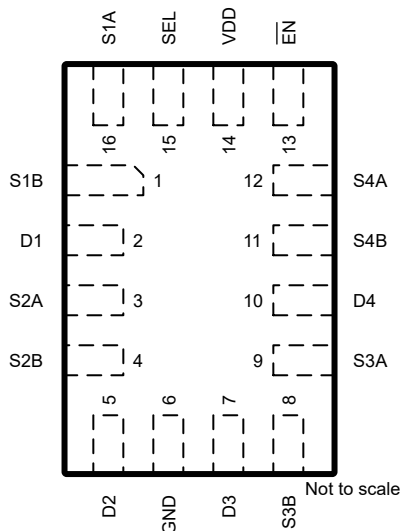 S1A SEL VDD EN
16 15 14 13
S1B 1 12 S4A
D1 2 11 S4B
S2A 3 10 D4
S2B 4 9 S3A
5 6 7 8
D2 GND D3 S3B
Not to scale